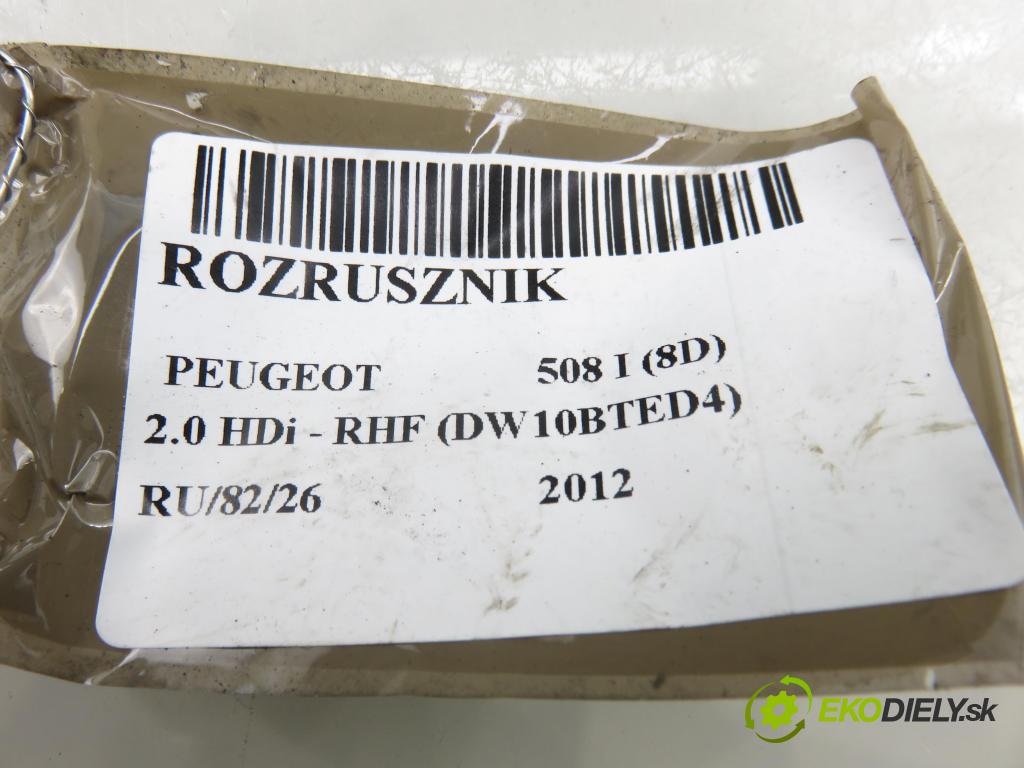 ROZRUSZNIK
PEUGEOT 508 I (8D)
2.0 HDi - RHF (DW10BTED4)
RU/82/26 2012
EKODIELY.sk